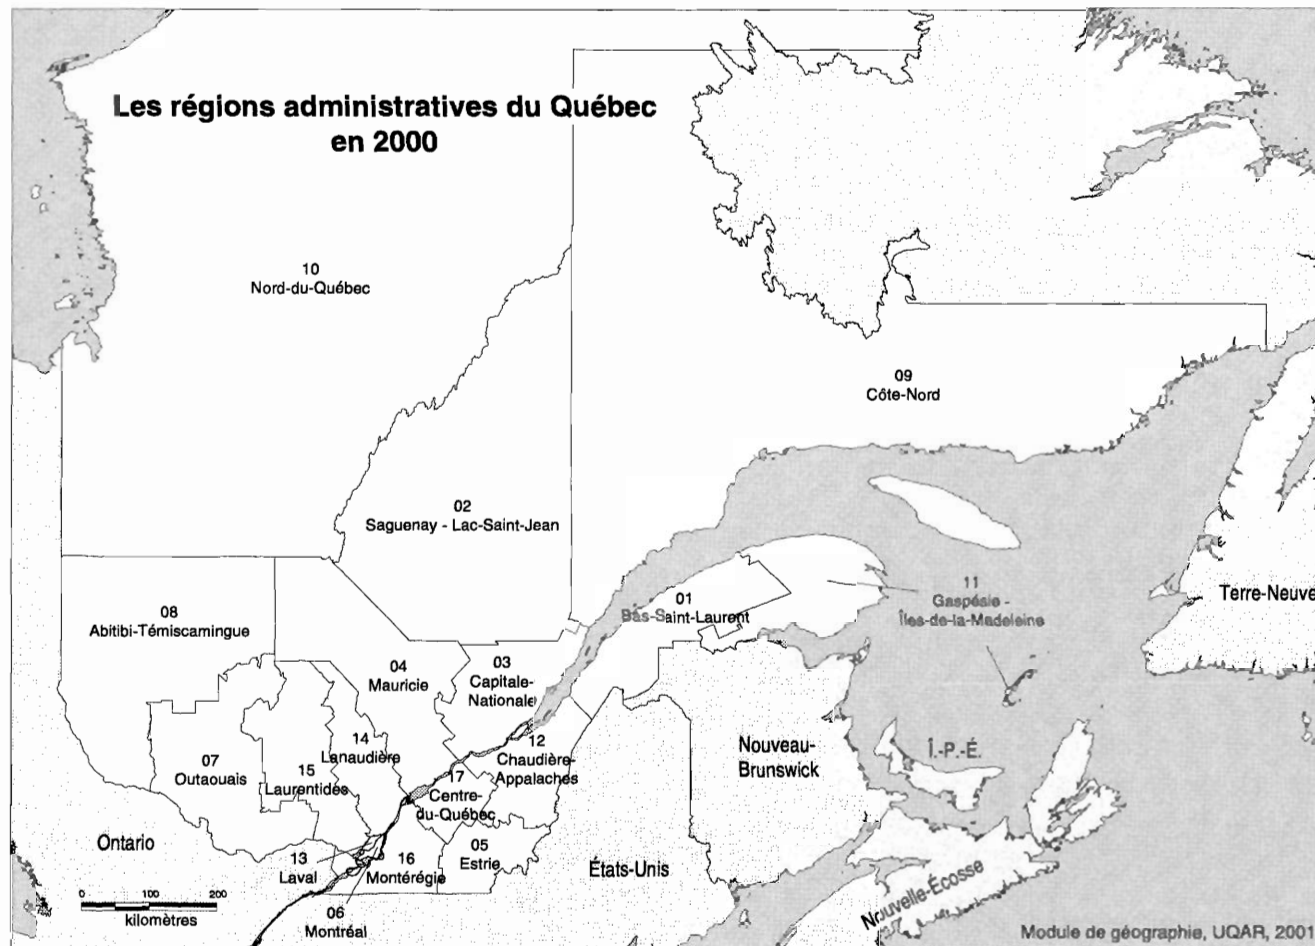 Les régions administratives du Québec
en 2000
10
Nord-du-Québec
09
Côte-Nord
02
Saguenay - Lac-Saint-Jean
08
Abitibi-Témiscamingue
01
Bas-Saint-Laurent
11
Gaspésie -
Îles-de-la-Madeleine
Terre-Neuve
04
Mauricie
03
Capitale-
Nationale
14
Lanaudière
07
Outaouais
15
Laurentides
12
Chaudière-
Appalaches
17
Centre-
du-Québec
Nouveau-
Brunswick
Î.-P.-É.
Ontario
13
Laval
16
Montérégie
05
Estrie
États-Unis
Nouvelle-Écosse
06
Montréal
0 100 200
kilomètres
Module de géographie, UQAR, 2001